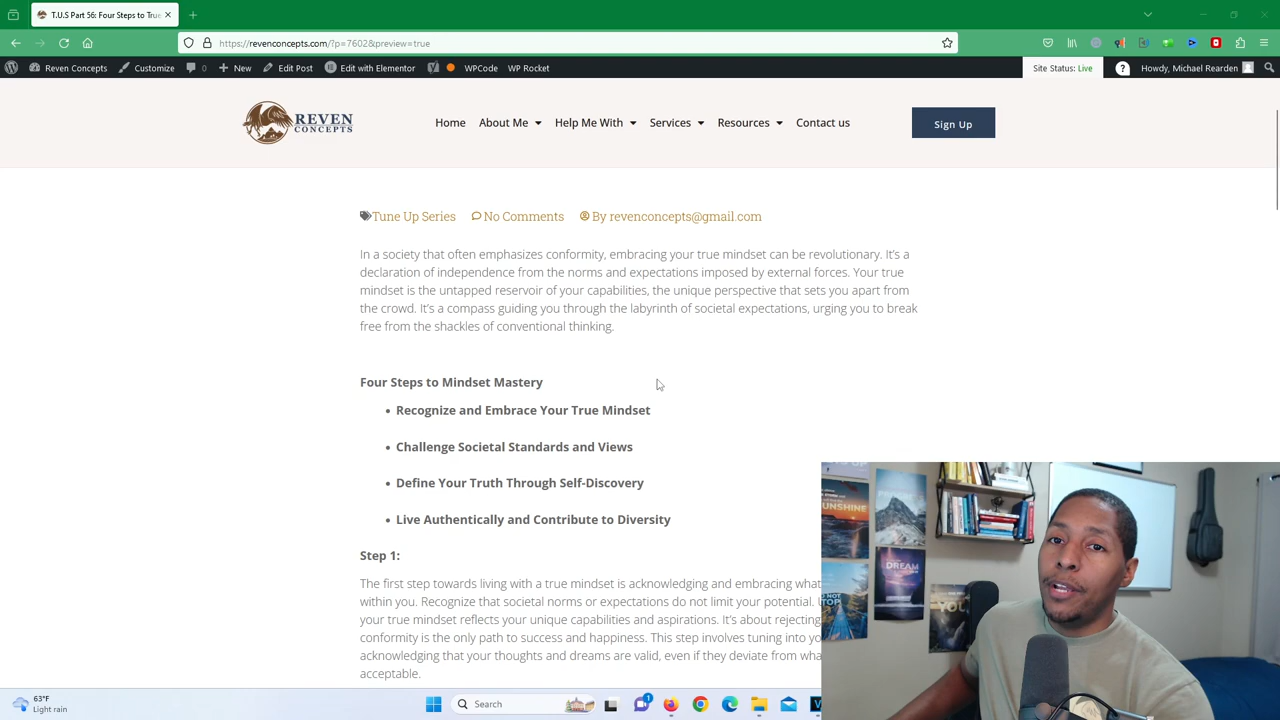 T.U.S Part 56: Four Steps to True
https://revenconcepts.com/?p=7602&preview=true
Reven Concepts Customize 0 New Edit Post Edit with Elementor WPCode WP Rocket Site Status: Live Howdy, Michael Rearden
REVEN
CONCEPTS
Home About Me Help Me With Services Resources Contact us Sign Up
Tune Up Series No Comments By revenconcepts@gmail.com
In a society that often emphasizes conformity, embracing your true mindset can be revolutionary. It's a
declaration of independence from the norms and expectations imposed by external forces. Your true
mindset is the untapped reservoir of your capabilities, the unique perspective that sets you apart from
the crowd. It's a compass guiding you through the labyrinth of societal expectations, urging you to break
free from the shackles of conventional thinking.
Four Steps to Mindset Mastery
• Recognize and Embrace Your True Mindset
• Challenge Societal Standards and Views
• Define Your Truth Through Self-Discovery
• Live Authentically and Contribute to Diversity
Step 1:
The first step towards living with a true mindset is acknowledging and embracing what
within you. Recognize that societal norms or expectations do not limit your potential.
your true mindset reflects your unique capabilities and aspirations. It's about rejecting
conformity is the only path to success and happiness. This step involves tuning into yo
acknowledging that your thoughts and dreams are valid, even if they deviate from wha
acceptable.
SUNSHINE
DREAM
DO NOT
STOP
YOU
63°F
Light rain
Search
1